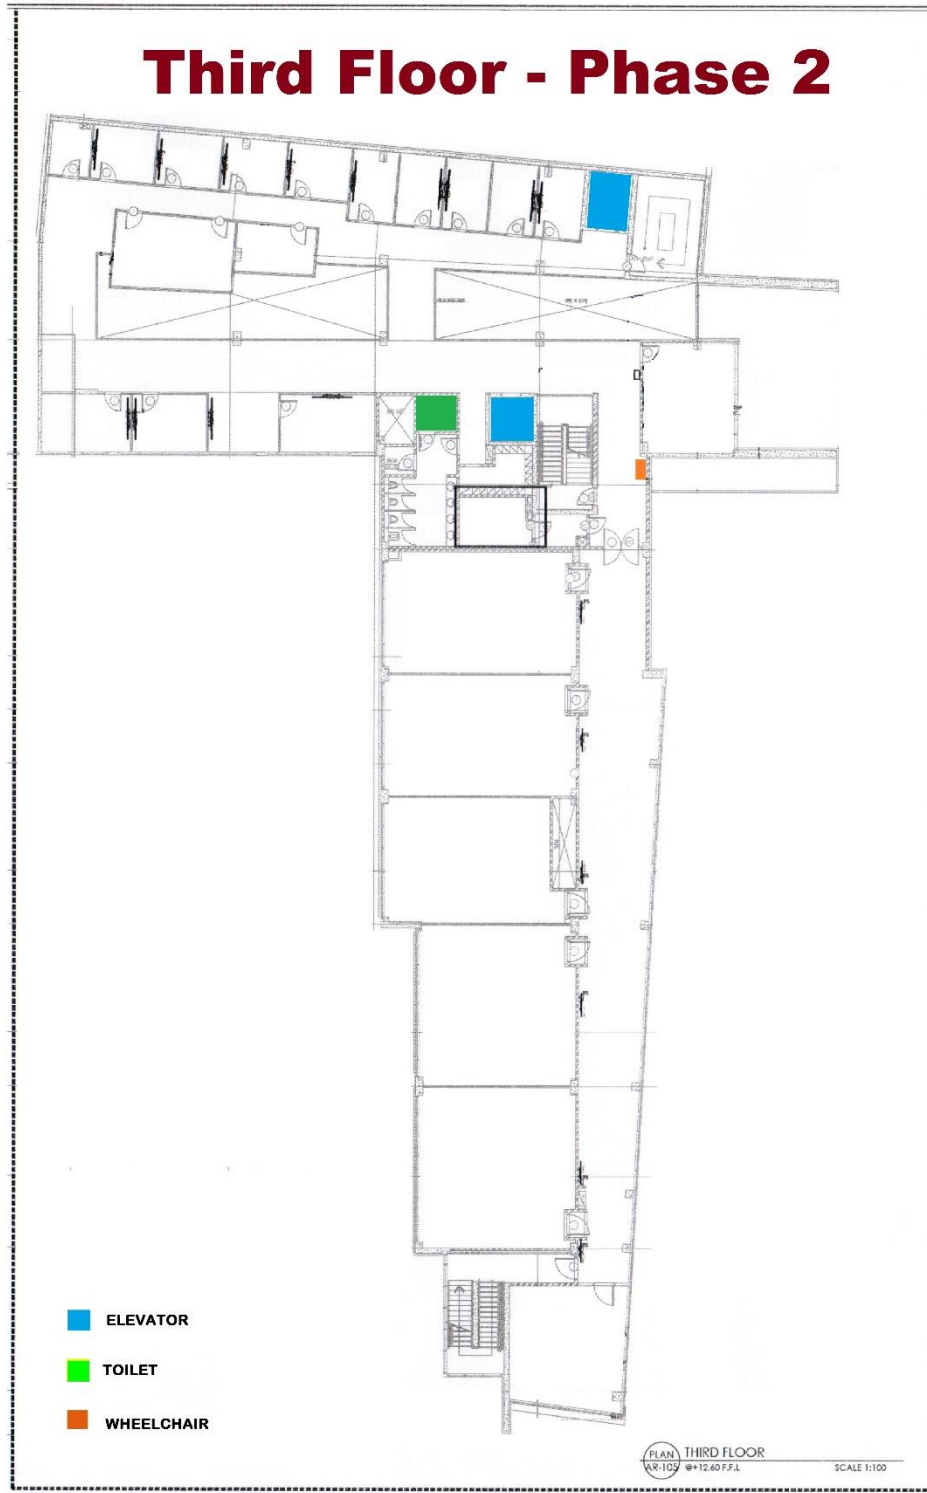 Third Floor - Phase 2
ELEVATOR
TOILET
WHEELCHAIR
PLAN
AR-105
THIRD FLOOR
@+12.60 F.F.L
SCALE 1:100